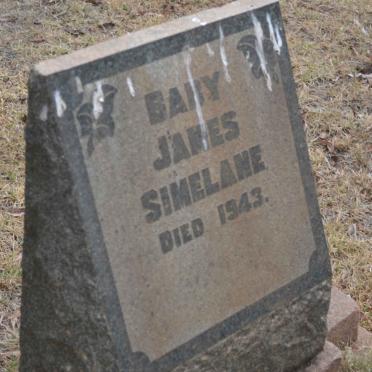 BABY
JAMES
SIMELANE
DIED 1943.